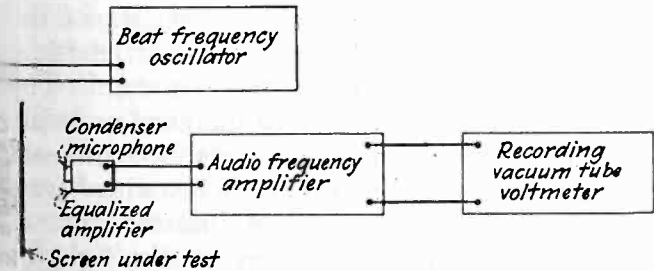 Beat frequency
oscillator
Condenser
microphone
Audio frequency
amplifier
Recording
vacuum tube
voltmeter
Equalized
amplifier
Screen under test